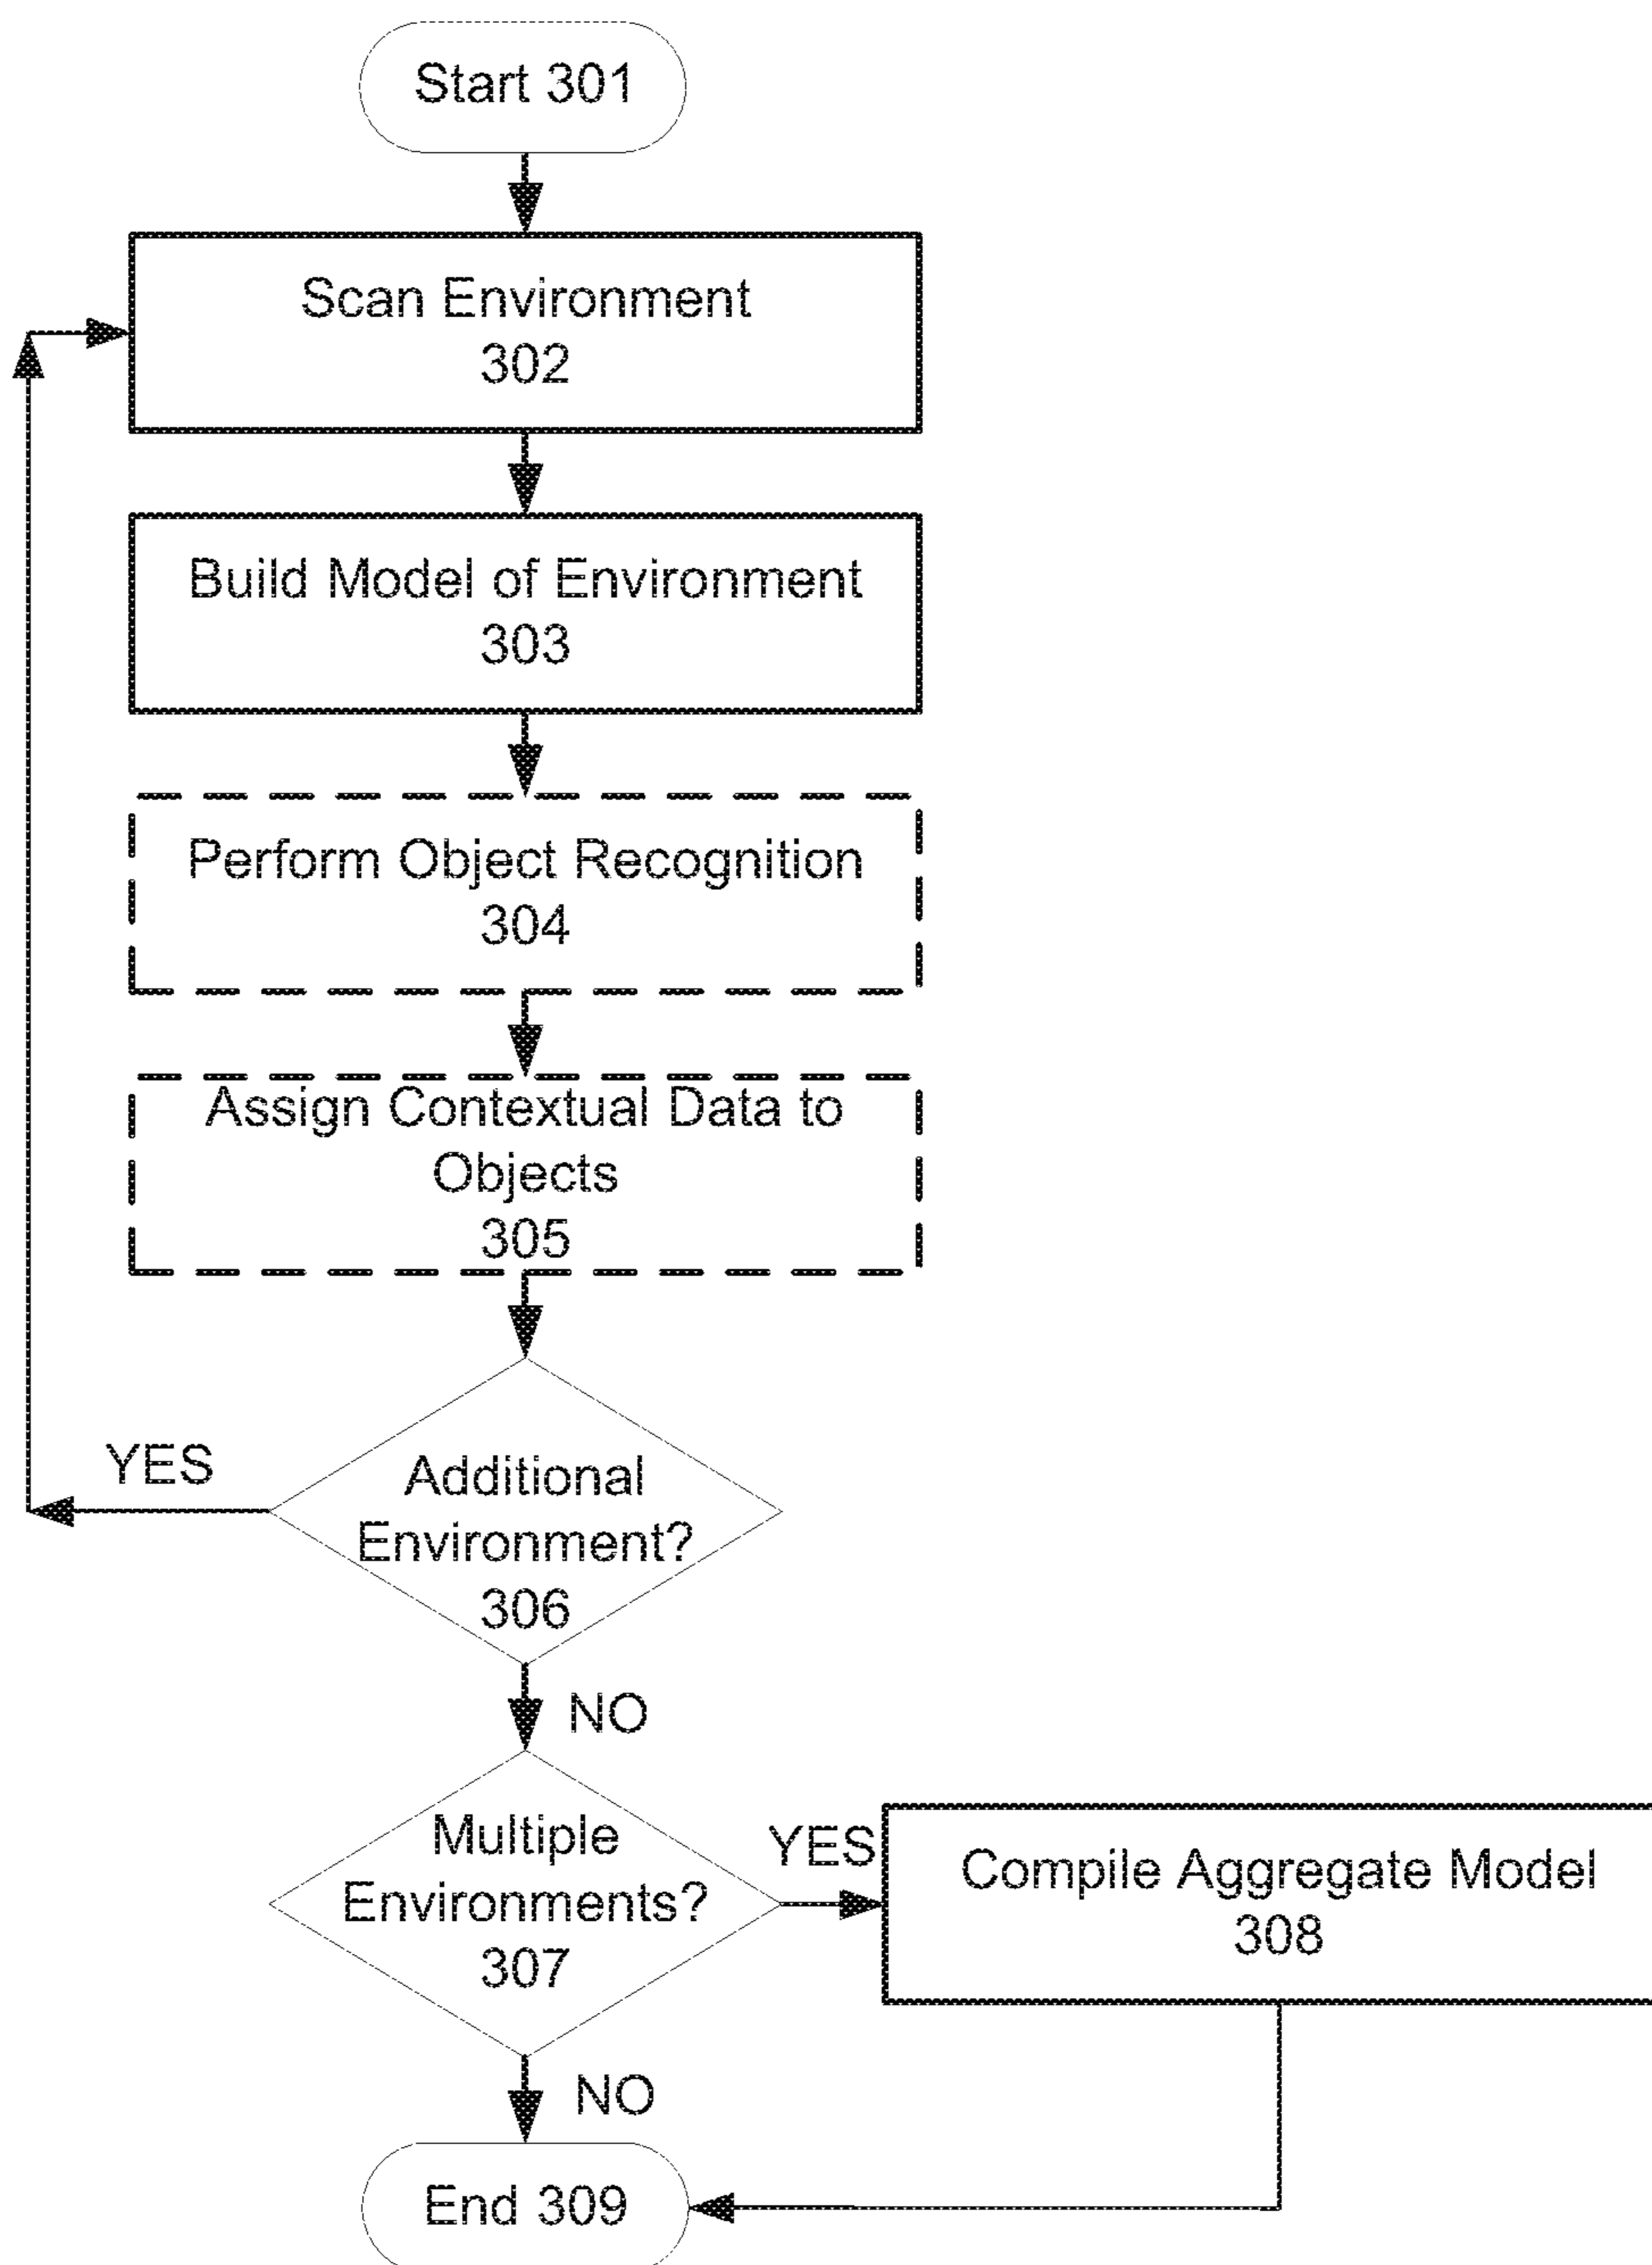 Start 301
Scan Environment
302
Build Model of Environment
303
Perform Object Recognition
304
Assign Contextual Data to
Objects
305
YES
Additional
Environment?
306
NO
Multiple
Environments?
307
YES
Compile Aggregate Model
308
NO
End 309